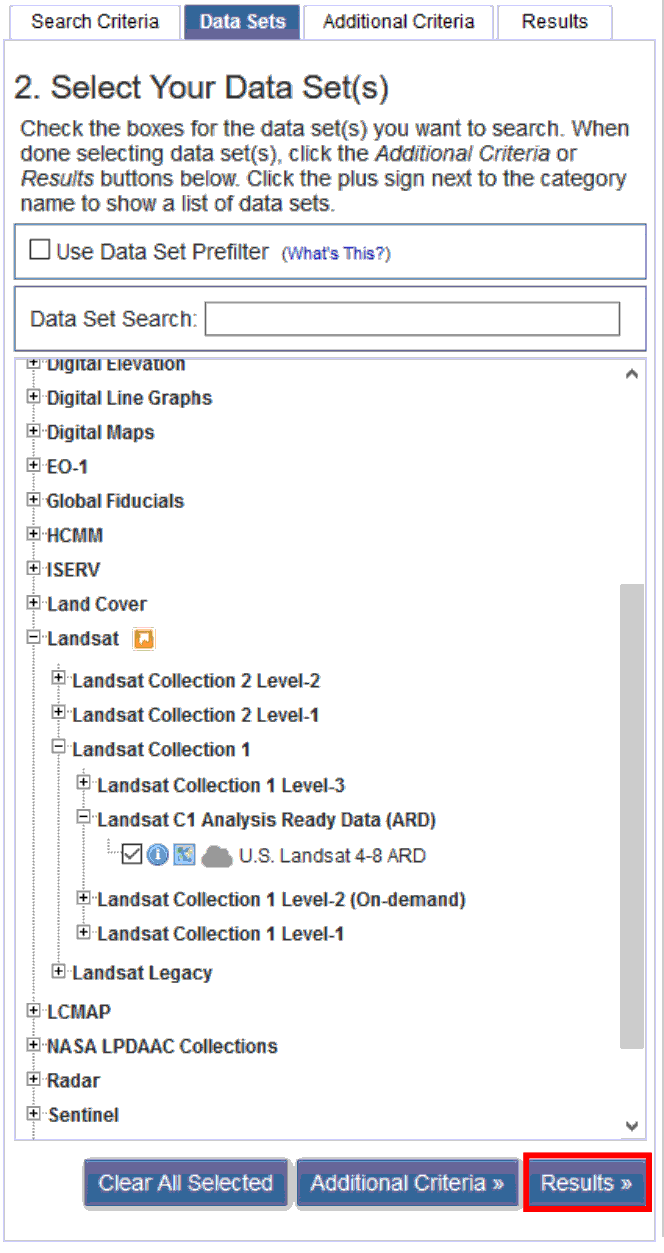 Search Criteria
Data Sets
Additional Criteria
Results
2. Select Your Data Set(s)
Check the boxes for the data set(s) you want to search. When
done selecting data set(s), click the Additional Criteria or
Results buttons below. Click the plus sign next to the category
name to show a list of data sets.
Use Data Set Prefilter (What's This?)
Data Set Search:
Digital Elevation
Digital Line Graphs
Digital Maps
EO-1
Global Fiducials
HCMM
ISERV
Land Cover
Landsat
Landsat Collection 2 Level-2
Landsat Collection 2 Level-1
Landsat Collection 1
Landsat Collection 1 Level-3
Landsat C1 Analysis Ready Data (ARD)
U.S. Landsat 4-8 ARD
Landsat Collection 1 Level-2 (On-demand)
Landsat Collection 1 Level-1
Landsat Legacy
LCMAP
NASA LPDAAC Collections
Radar
Sentinel
Clear All Selected
Additional Criteria »
Results »